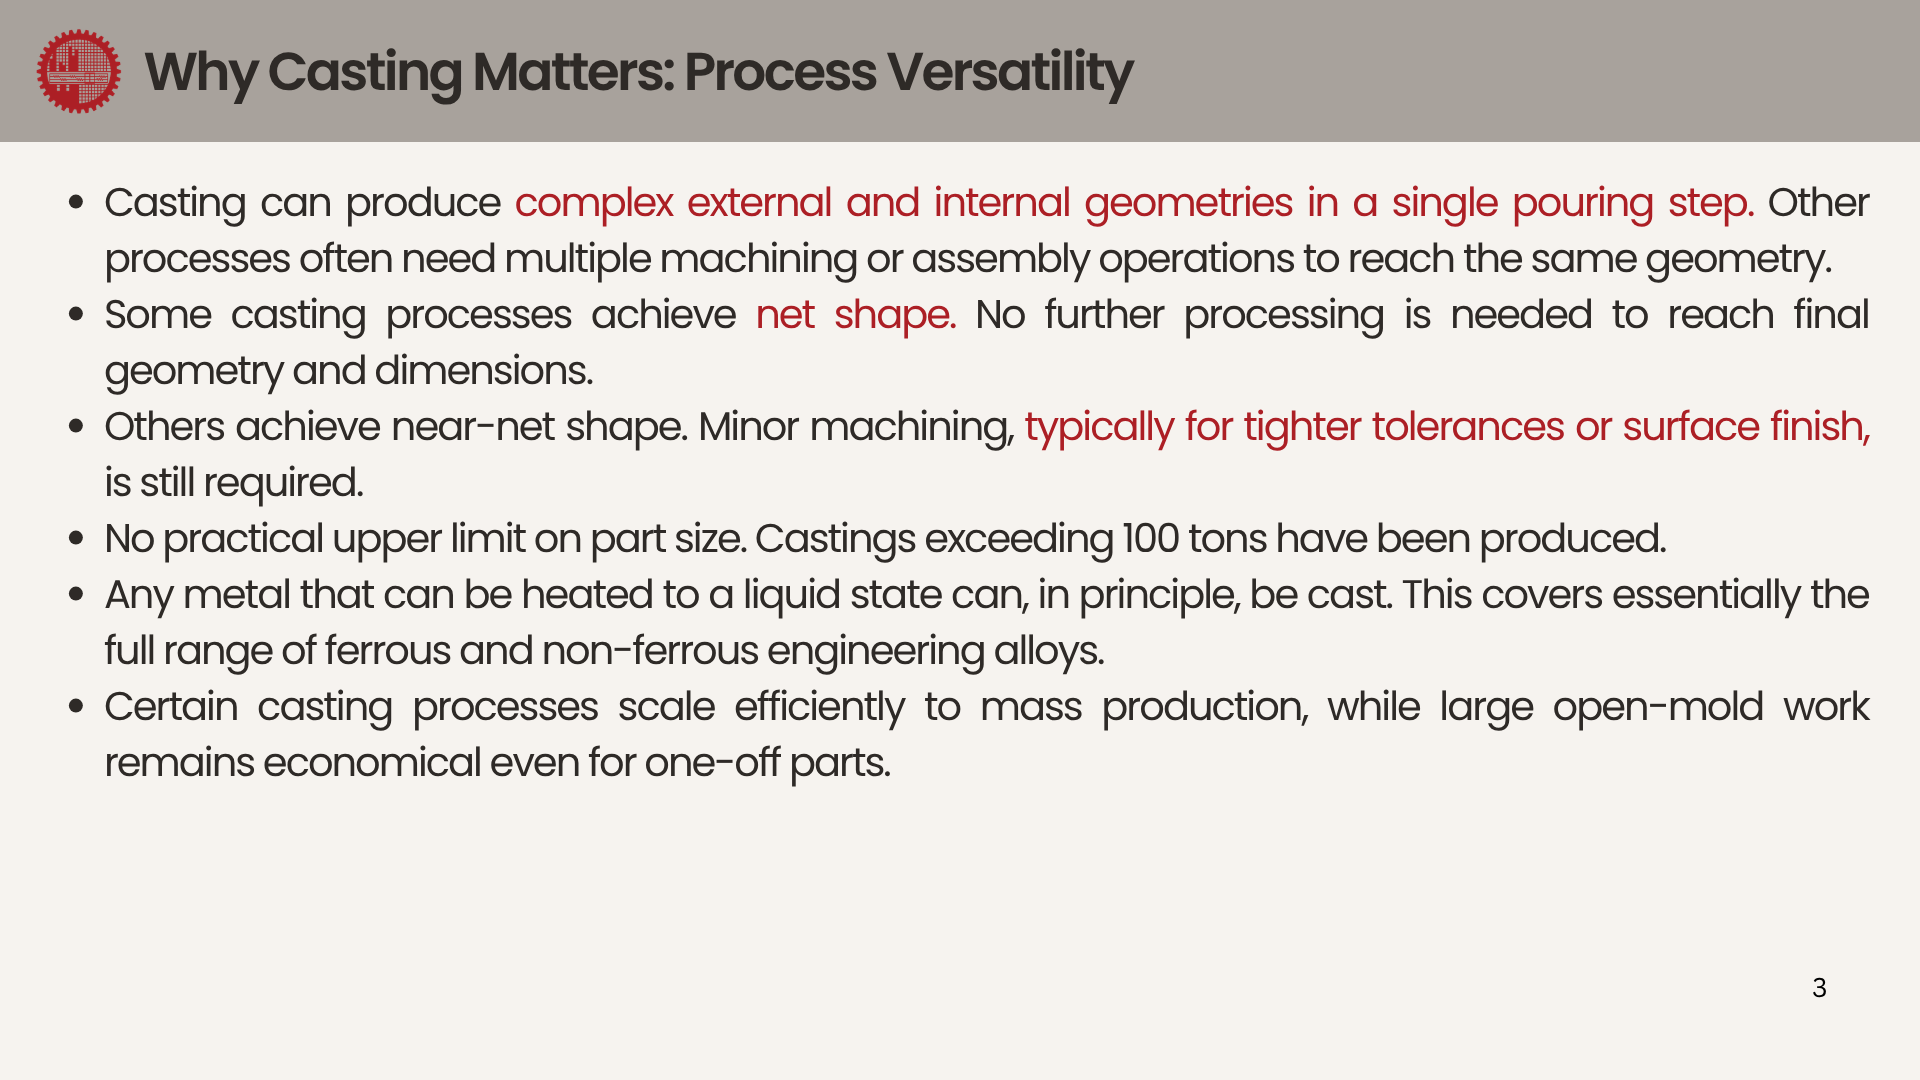 Why Casting Matters: Process Versatility
• Casting can produce complex external and internal geometries in a single pouring step. Other
processes often need multiple machining or assembly operations to reach the same geometry.
• Some casting processes achieve net shape. No further processing is needed to reach final
geometry and dimensions.
• Others achieve near-net shape. Minor machining, typically for tighter tolerances or surface finish,
is still required.
• No practical upper limit on part size. Castings exceeding 100 tons have been produced.
• Any metal that can be heated to a liquid state can, in principle, be cast. This covers essentially the
full range of ferrous and non-ferrous engineering alloys.
• Certain casting processes scale efficiently to mass production, while large open-mold work
remains economical even for one-off parts.
3